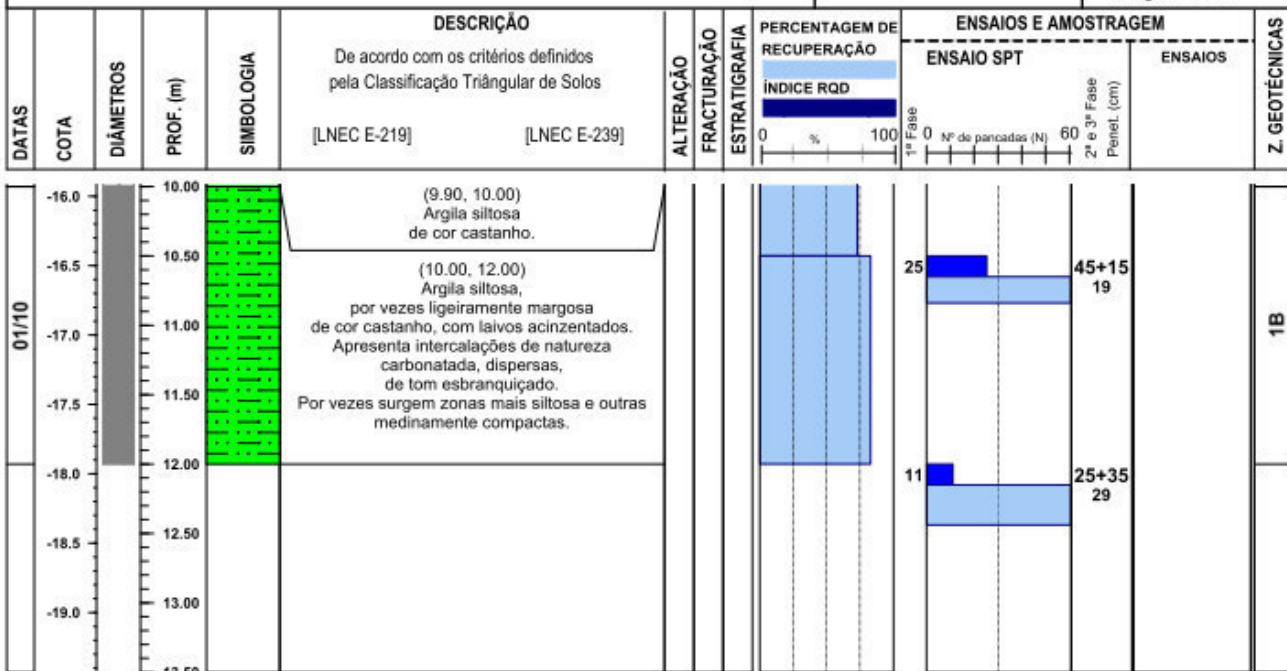 DATAS
COTA
DIÂMETROS
PROF. (m)
SIMBOLOGIA
DESCRIÇÃO
De acordo com os critérios definidos
pela Classificação Triângular de Solos
[LNEC E-219] [LNEC E-239]
ALTERAÇÃO
FRACTURAÇÃO
ESTRATIGRAFIA
PERCENTAGEM DE
RECUPERAÇÃO
ÍNDICE RQD
0 % 100
ENSAIOS E AMOSTRAGEM
ENSAIO SPT
1ª Fase
0 Nº de pancadas (N) 60
2ª e 3ª Fase
Penet. (cm)
ENSAIOS
Z. GEOTÉCNICAS
01/10
-16.0
-16.5
-17.0
-17.5
-18.0
-18.5
-19.0
10.00
10.50
11.00
11.50
12.00
12.50
13.00
13.50
(9.90, 10.00)
Argila siltosa
de cor castanho.
(10.00, 12.00)
Argila siltosa,
por vezes ligeiramente margosa
de cor castanho, com laivos acinzentados.
Apresenta intercalações de natureza
carbonatada, dispersas,
de tom esbranquiçado.
Por vezes surgem zonas mais siltosa e outras
medinamente compactas.
25
45+15
19
11
25+35
29
1B